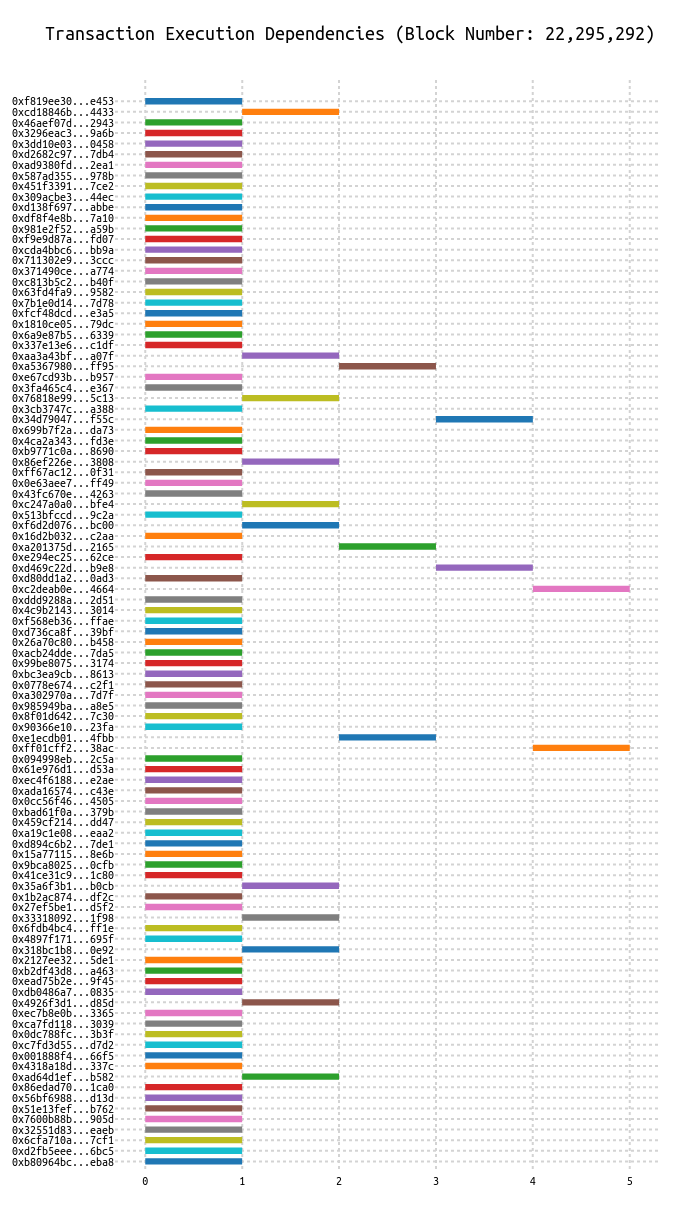 Transaction Execution Dependencies (Block Number: 22,295,292)
0xf819ee30...e453
0xcd18846b...4433
0x46aef07d...2943
0x3296eac3...9a6b
0x3dd10e03...0458
0xd2682c97...7db4
0xad9380fd...2ea1
0x587ad355...978b
0x451f3391...7ce2
0x309acbe3...44ec
0xd138f697...abbe
0xdf8f4e8b...7a10
0x981e2f52...a59b
0xf9e9d87a...fd07
0xcda4bbc6...bb9a
0x711302e9...3ccc
0x371490ce...a774
0xc813b5c2...b40f
0x63fd4fa9...9582
0x7b1e0d14...7d78
0xfcf48dcd...e3a5
0x1810ce05...79dc
0x6a9e87b5...6339
0x337e13e6...c1df
0xaa3a43bf...a07f
0xa5367980...ff95
0xe67cd93b...b957
0x3fa465c4...e367
0x76818e99...5c13
0x3cb3747c...a388
0x34d79047...f55c
0x699b7f2a...da73
0x4ca2a343...fd3e
0xb9771c0a...8690
0x86ef226e...3808
0xff67ac12...0f31
0x0e63aee7...ff49
0x43fc670e...4263
0xc247a0a0...bfe4
0x513bfccd...9c2a
0xf6d2d076...bc00
0x16d2b032...c2aa
0xa201375d...2165
0xe294ec25...62ce
0xd469c22d...b9e8
0xd80dd1a2...0ad3
0xc2deab0e...4664
0xddd9288a...2d51
0x4c9b2143...3014
0xf568eb36...ffae
0xd736ca8f...39bf
0x26a70c80...b458
0xacb24dde...7da5
0x99be8075...3174
0xbc3ea9cb...8613
0x0778e674...c2f1
0xa302970a...7d7f
0x985949ba...a8e5
0x8f01d642...7c30
0x90366e10...23fa
0xe1ecdb01...4fbb
0xff01cff2...38ac
0x094998eb...2c5a
0x61e976d1...d53a
0xec4f6188...e2ae
0xada16574...c43e
0x0cc56f46...4505
0xbad61f0a...379b
0x459cf214...dd47
0xa19c1e08...eaa2
0xd894c6b2...7de1
0x15a77115...8e6b
0x9bca8025...0cfb
0x41ce31c9...1c80
0x35a6f3b1...b0cb
0x1b2ac874...df2c
0x27ef5be1...d5f2
0x33318092...1f98
0x6fdb4bc4...ff1e
0x4897f171...695f
0x318bc1b8...0e92
0x2127ee32...5de1
0xb2df43d8...a463
0xead75b2e...9f45
0xdb0486a7...0835
0x4926f3d1...d85d
0xec7b8e0b...3365
0xca7fd118...3039
0x0dc788fc...3b3f
0xc7fd3d55...d7d2
0x001888f4...66f5
0x4318a18d...337c
0xad64d1ef...b582
0x86edad70...1ca0
0x56bf6988...d13d
0x51e13fef...b762
0x7600b88b...905d
0x32551d83...eaeb
0x6cfa710a...7cf1
0xd2fb5eee...6bc5
0xb80964bc...eba8
0 1 2 3 4 5